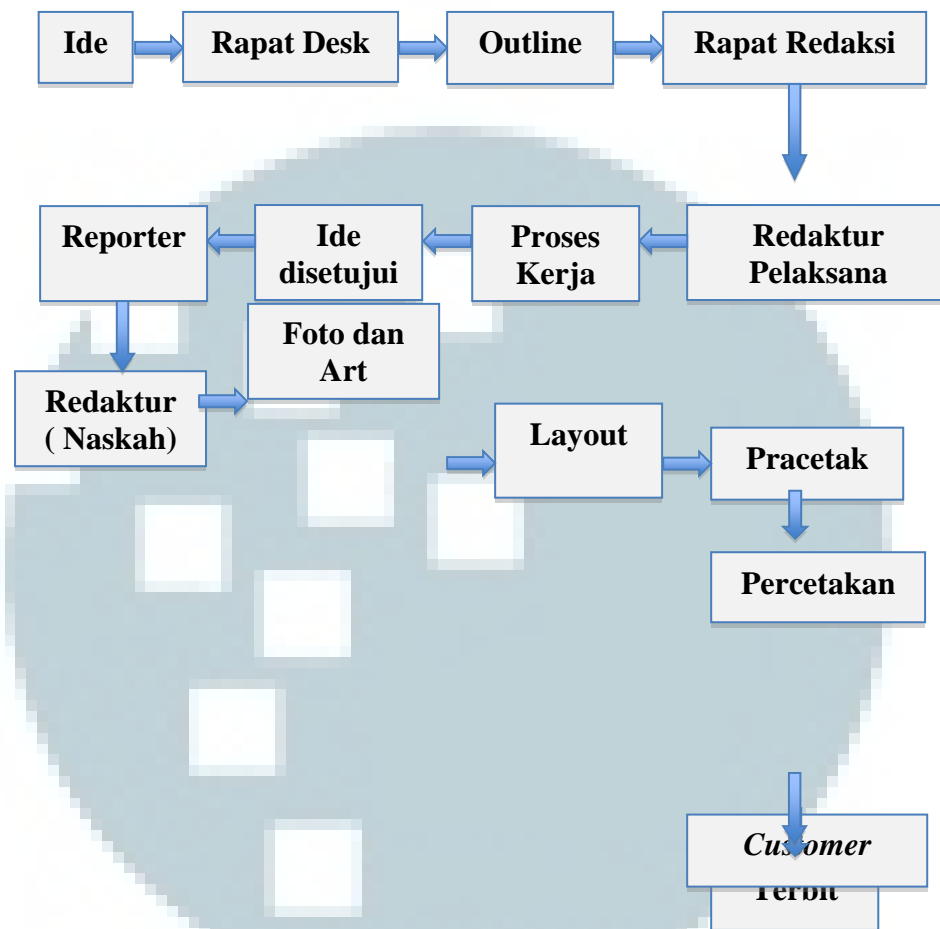 Ide
Rapat Desk
Outline
Rapat Redaksi
Redaktur
Pelaksana
Proses
Kerja
Ide
disetujui
Reporter
Redaktur
( Naskah)
Foto dan
Art
Layout
Pracetak
Percetakan
Customer
Terbit